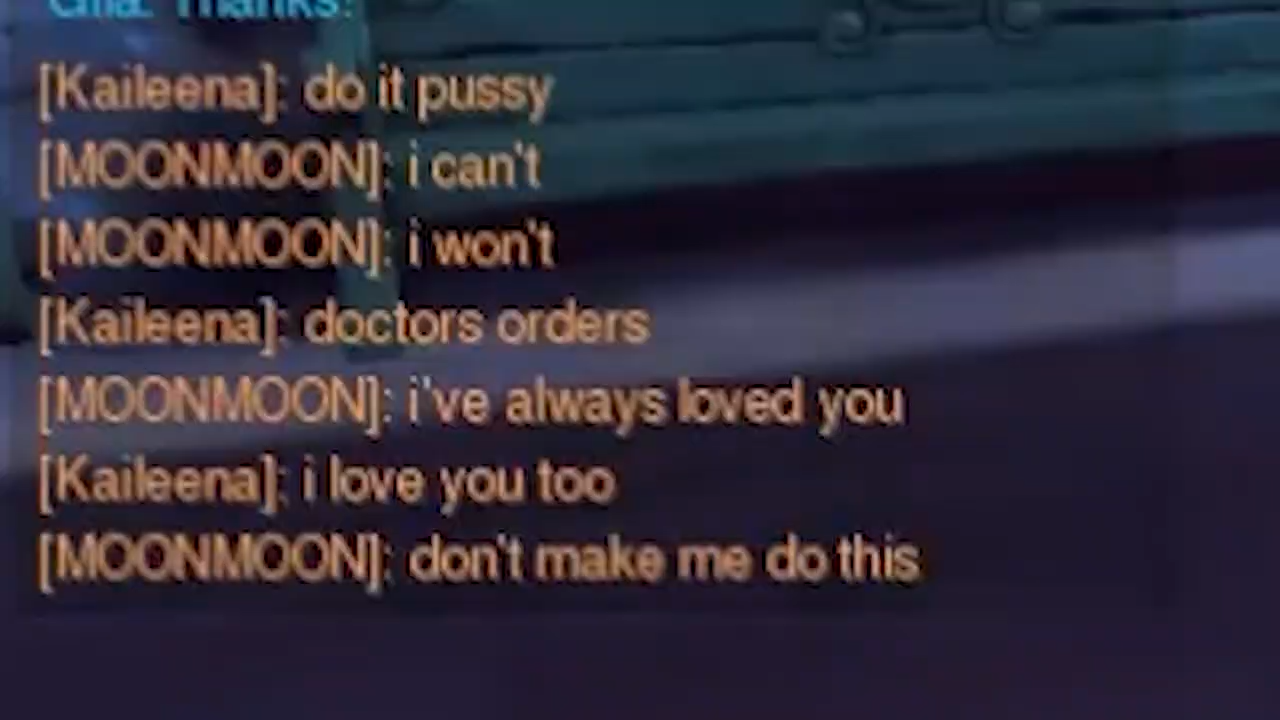 Thanks!
[Kaileena]: do it pussy
[MOONMOON]: i can't
[MOONMOON]: i won't
[Kaileena]: doctors orders
[MOONMOON]: i've always loved you
[Kaileena]: i love you too
[MOONMOON]: don't make me do this